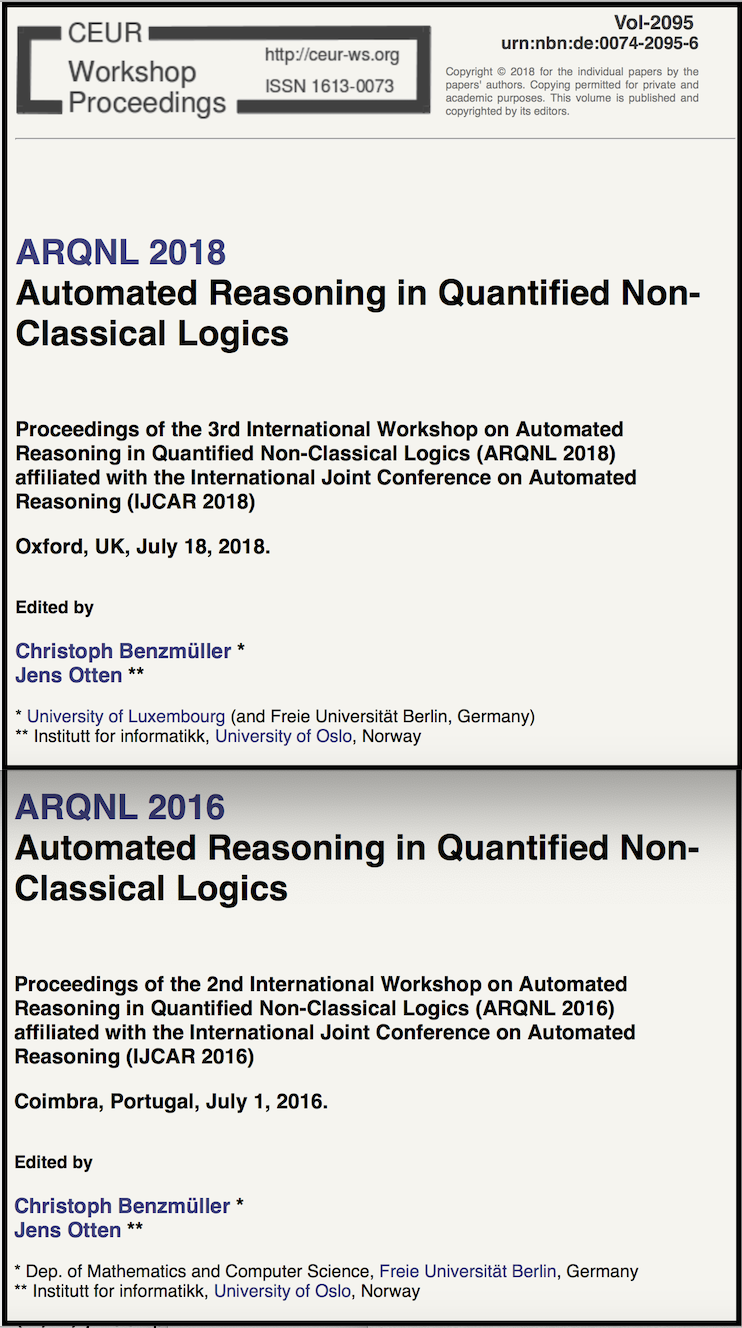 CEUR
Workshop
Proceedings
http://ceur-ws.org
ISSN 1613-0073
Vol-2095
urn:nbn:de:0074-2095-6
Copyright © 2018 for the individual papers by the
papers' authors. Copying permitted for private and
academic purposes. This volume is published and
copyrighted by its editors.
ARQNL 2018
Automated Reasoning in Quantified Non-
Classical Logics
Proceedings of the 3rd International Workshop on Automated
Reasoning in Quantified Non-Classical Logics (ARQNL 2018)
affiliated with the International Joint Conference on Automated
Reasoning (IJCAR 2018)
Oxford, UK, July 18, 2018.
Edited by
Christoph Benzmüller *
Jens Otten **
* University of Luxembourg (and Freie Universität Berlin, Germany)
** Institutt for informatikk, University of Oslo, Norway
ARQNL 2016
Automated Reasoning in Quantified Non-
Classical Logics
Proceedings of the 2nd International Workshop on Automated
Reasoning in Quantified Non-Classical Logics (ARQNL 2016)
affiliated with the International Joint Conference on Automated
Reasoning (IJCAR 2016)
Coimbra, Portugal, July 1, 2016.
Edited by
Christoph Benzmüller *
Jens Otten **
* Dep. of Mathematics and Computer Science, Freie Universität Berlin, Germany
** Institutt for informatikk, University of Oslo, Norway